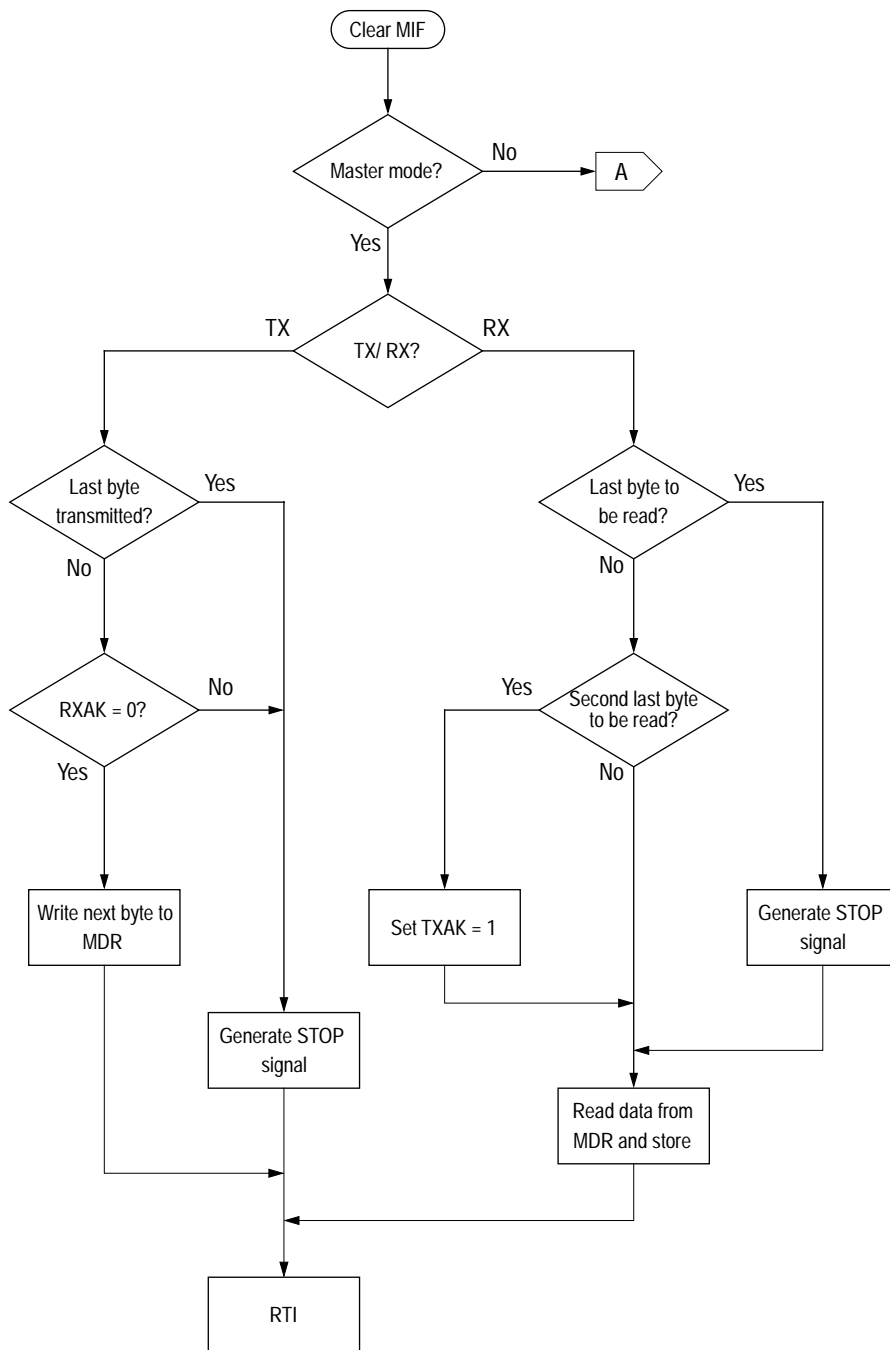 Clear MIF
Master mode?
No
A
Yes
TX
TX/ RX?
RX
Last byte
transmitted?
Yes
No
Last byte to
be read?
Yes
No
RXAK = 0?
No
Yes
Yes
Second last byte
to be read?
No
Write next byte to
MDR
Set TXAK = 1
Generate STOP
signal
Generate STOP
signal
Read data from
MDR and store
RTI